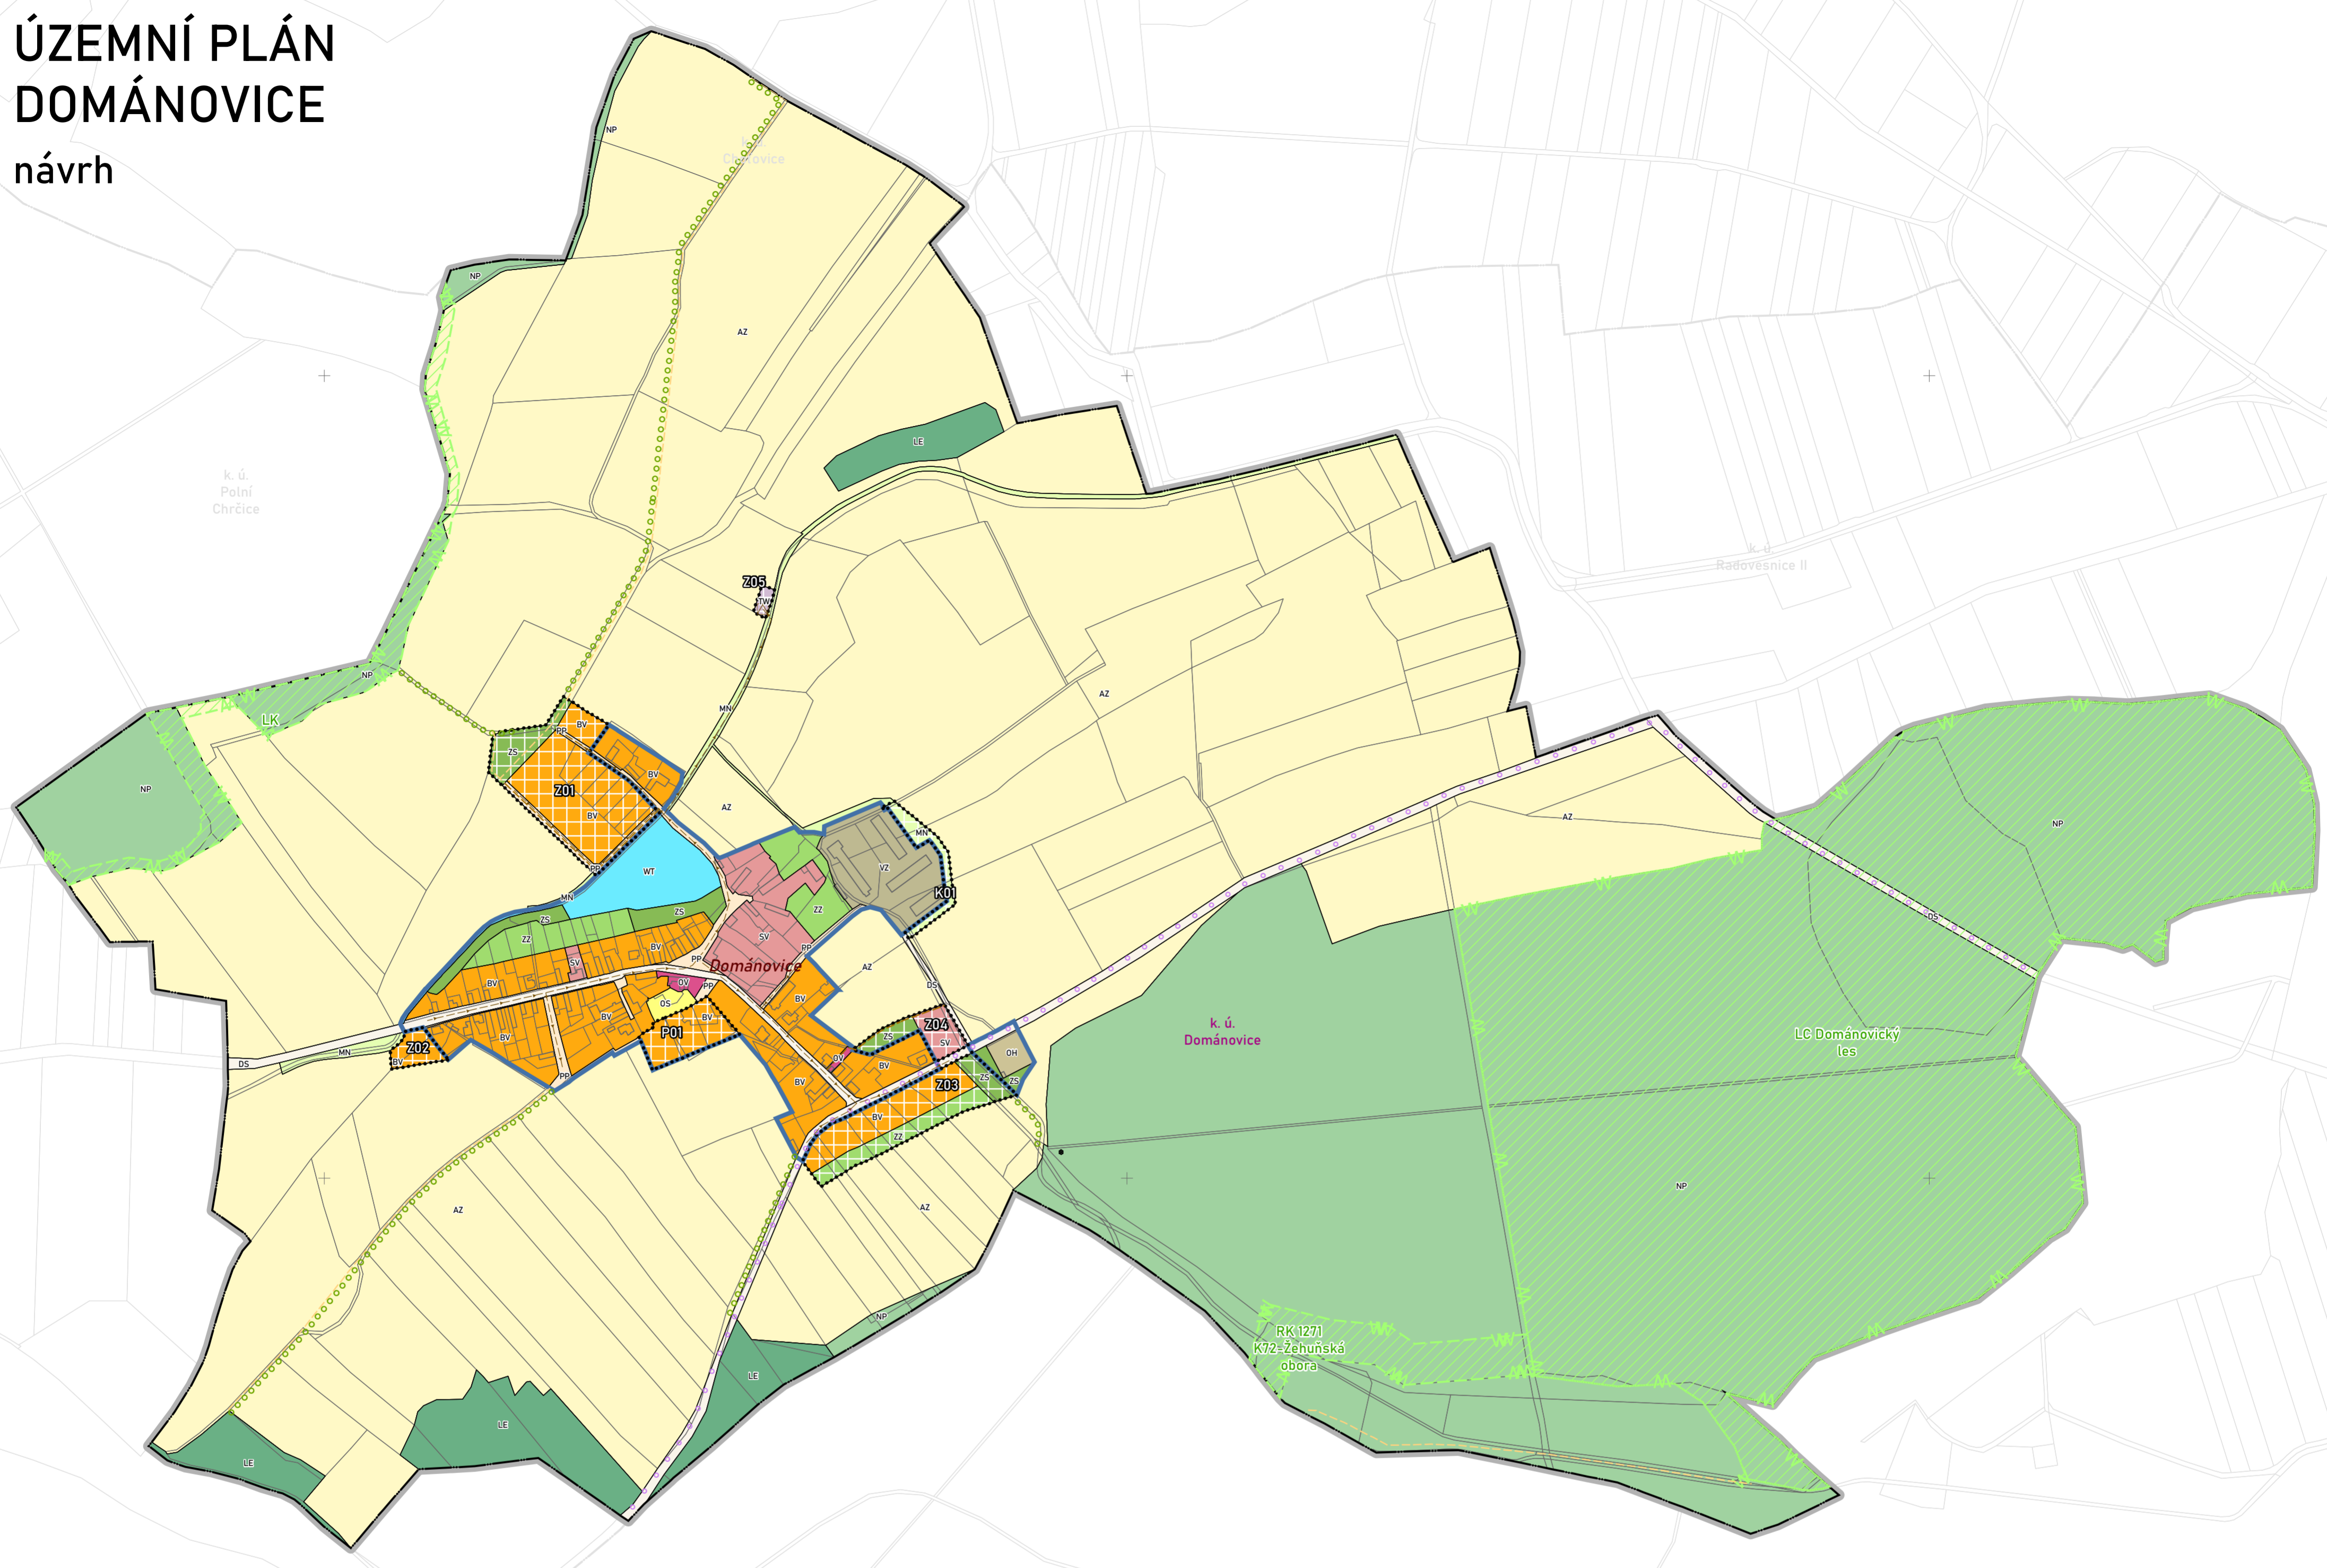 ÚZEMNÍ PLÁN
DOMÁNOVICE
návrh
NP
k. ú.
NP
AZ
LE
k. ú.
Polní
Chrčice
k. ú.
Radovesnice II
Z05
TW
NP
AZ
MN
LK
BV
PP
ZS
BV
NP
Z01
AZ
BV
AZ
NP
MN
VZ
PP
WT
K01
MN
ZS
ZS
ZZ
DS
ZZ
SV
BV
PP
SV
PP
Dománovice
AZ
BV
OV
PP
DS
OS
BV
BV
BV
P01
Z04
k. ú.
Dománovice
LC Dománovický
les
BV
ZS
SV
Z02
MN
DS
BV
OV
BV
OH
PP
BV
Z03
ZS
ZS
BV
ZZ
NP
AZ
AZ
NP
RK 1271
K72-Žehuňská
obora
LE
LE
LE